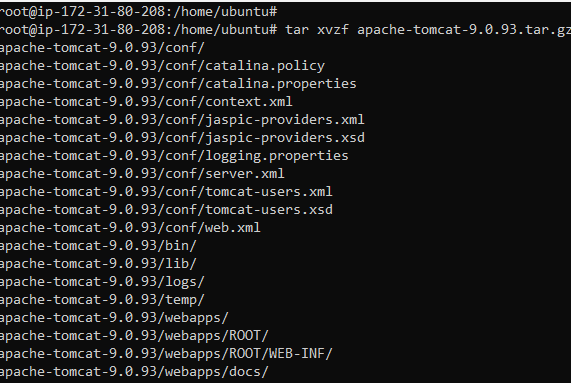 root@ip-172-31-80-208:/home/ubuntu#
root@ip-172-31-80-208:/home/ubuntu# tar xvzf apache-tomcat-9.0.93.tar.gz
apache-tomcat-9.0.93/conf/
apache-tomcat-9.0.93/conf/catalina.policy
apache-tomcat-9.0.93/conf/catalina.properties
apache-tomcat-9.0.93/conf/context.xml
apache-tomcat-9.0.93/conf/jaspic-providers.xml
apache-tomcat-9.0.93/conf/jaspic-providers.xsd
apache-tomcat-9.0.93/conf/logging.properties
apache-tomcat-9.0.93/conf/server.xml
apache-tomcat-9.0.93/conf/tomcat-users.xml
apache-tomcat-9.0.93/conf/tomcat-users.xsd
apache-tomcat-9.0.93/conf/web.xml
apache-tomcat-9.0.93/bin/
apache-tomcat-9.0.93/lib/
apache-tomcat-9.0.93/logs/
apache-tomcat-9.0.93/temp/
apache-tomcat-9.0.93/webapps/
apache-tomcat-9.0.93/webapps/ROOT/
apache-tomcat-9.0.93/webapps/ROOT/WEB-INF/
apache-tomcat-9.0.93/webapps/docs/